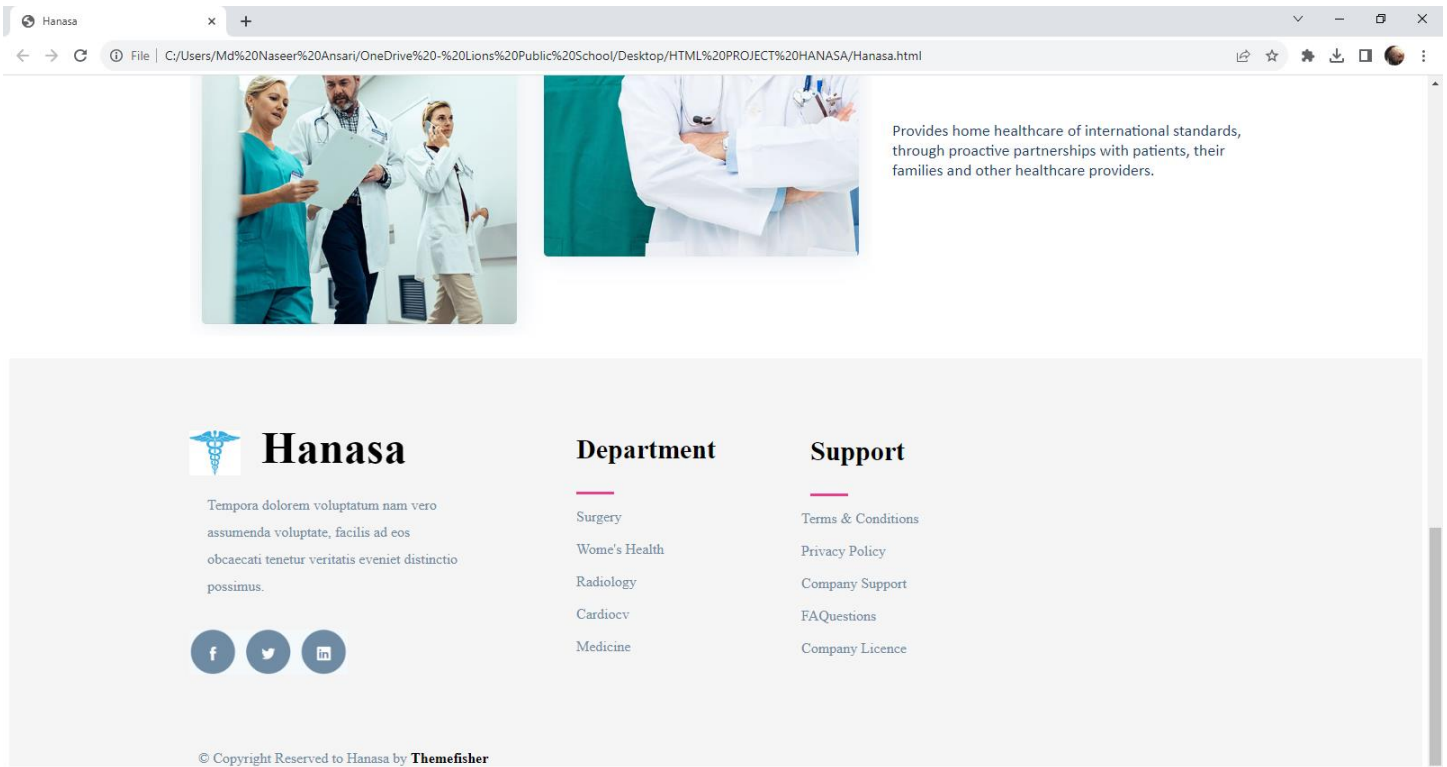 Hanasa
File | C:/Users/Md%20Naseer%20Ansari/OneDrive%20-%20Lions%20Public%20School/Desktop/HTML%20PROJECT%20HANASA/Hanasa.html
Provides home healthcare of international standards,
through proactive partnerships with patients, their
families and other healthcare providers.
Hanasa
Tempora dolorem voluptatum nam vero
assumenda voluptate, facilis ad eos
obcaecati tenetur veritatis eveniet distinctio
possimus.
f in
Department
Surgery
Wome's Health
Radiology
Cardiocv
Medicine
Support
Terms & Conditions
Privacy Policy
Company Support
FAQuestions
Company Licence
© Copyright Reserved to Hanasa by Themefisher